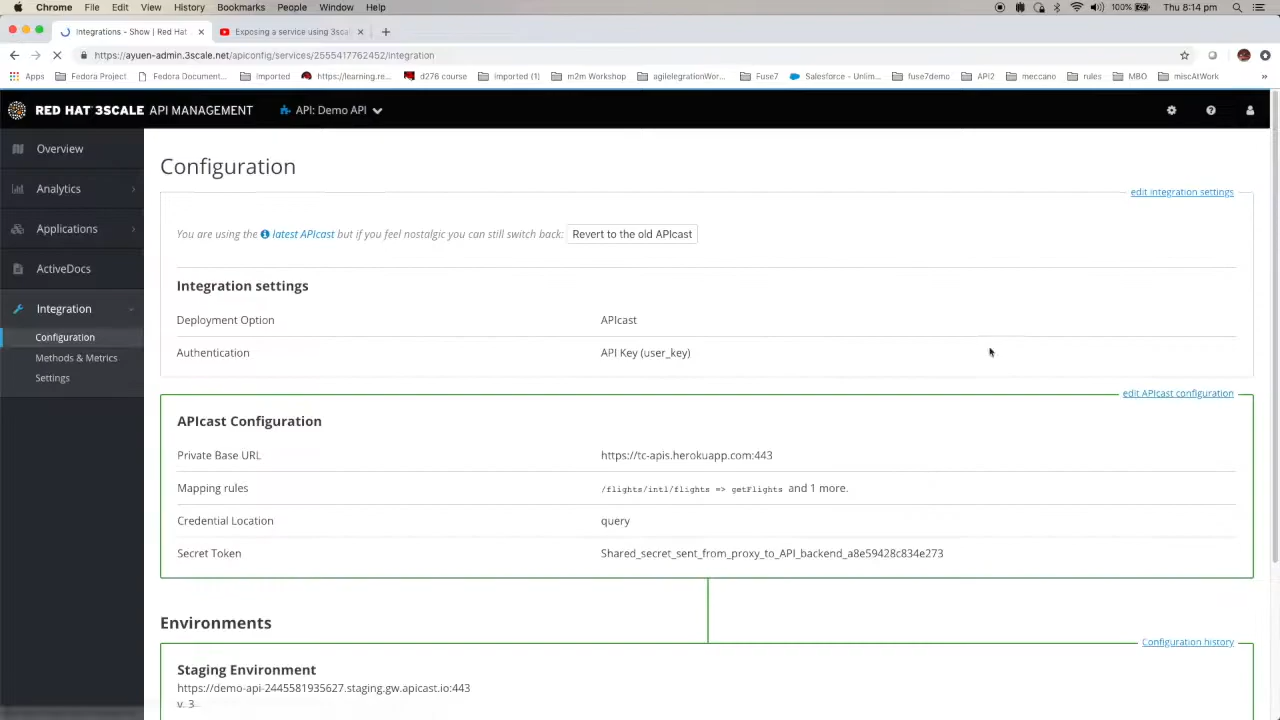 Chrome File Edit View History Bookmarks People Window Help 100% Thu 8:14 pm
Integrations - Show | Red Hat Exposing a service using 3scal
https://ayuen-admin.3scale.net/apiconfig/services/2555417762452/integration
Apps Fedora Project Fedora Document... imported https://learning.re... d276 course imported (1) m2m Workshop agileIegrationWor... Fuse7 Salesforce - Unlim... fuse7demo API2 meccano rules MBO miscAtWork »
RED HAT 3SCALE API MANAGEMENT API: Demo API
Overview
Analytics
Applications
ActiveDocs
Integration
Configuration
Methods & Metrics
Settings
Configuration
edit integration settings
You are using the latest APIcast but if you feel nostalgic you can still switch back: Revert to the old APIcast
Integration settings
Deployment Option APIcast
Authentication API Key (user_key)
edit APIcast configuration
APIcast Configuration
Private Base URL https://tc-apis.herokuapp.com:443
Mapping rules /flights/intl/flights => getFlights and 1 more.
Credential Location query
Secret Token Shared_secret_sent_from_proxy_to_API_backend_a8e59428c834e273
Environments
Configuration history
Staging Environment
https://demo-api-2445581935627.staging.gw.apicast.io:443
v. 3